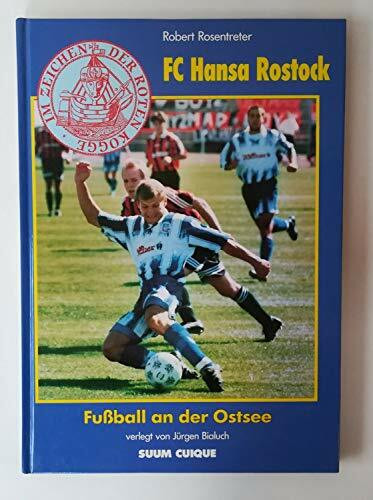 Robert Rosentreter
FC Hansa Rostock
IM ZEICHEN · DER ROTEN KOGGE ·
Fußball an der Ostsee
verlegt von Jürgen Bialuch
SUUM CUIQUE